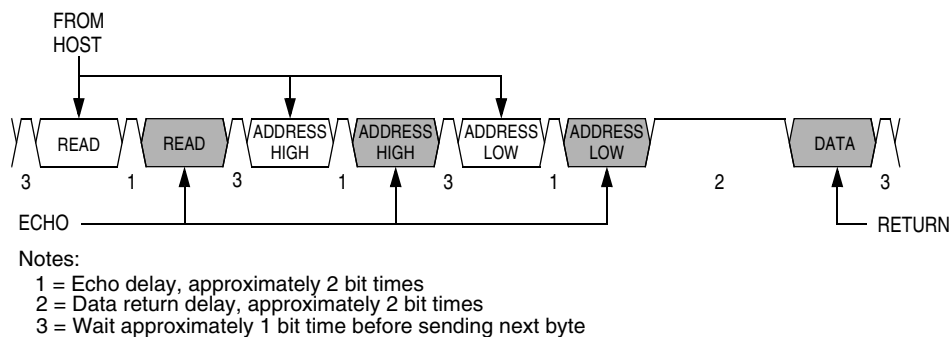 FROM
HOST
READ READ ADDRESS HIGH ADDRESS HIGH ADDRESS LOW ADDRESS LOW DATA
3 1 3 1 3 1 2 3
ECHO RETURN
Notes:
1 = Echo delay, approximately 2 bit times
2 = Data return delay, approximately 2 bit times
3 = Wait approximately 1 bit time before sending next byte